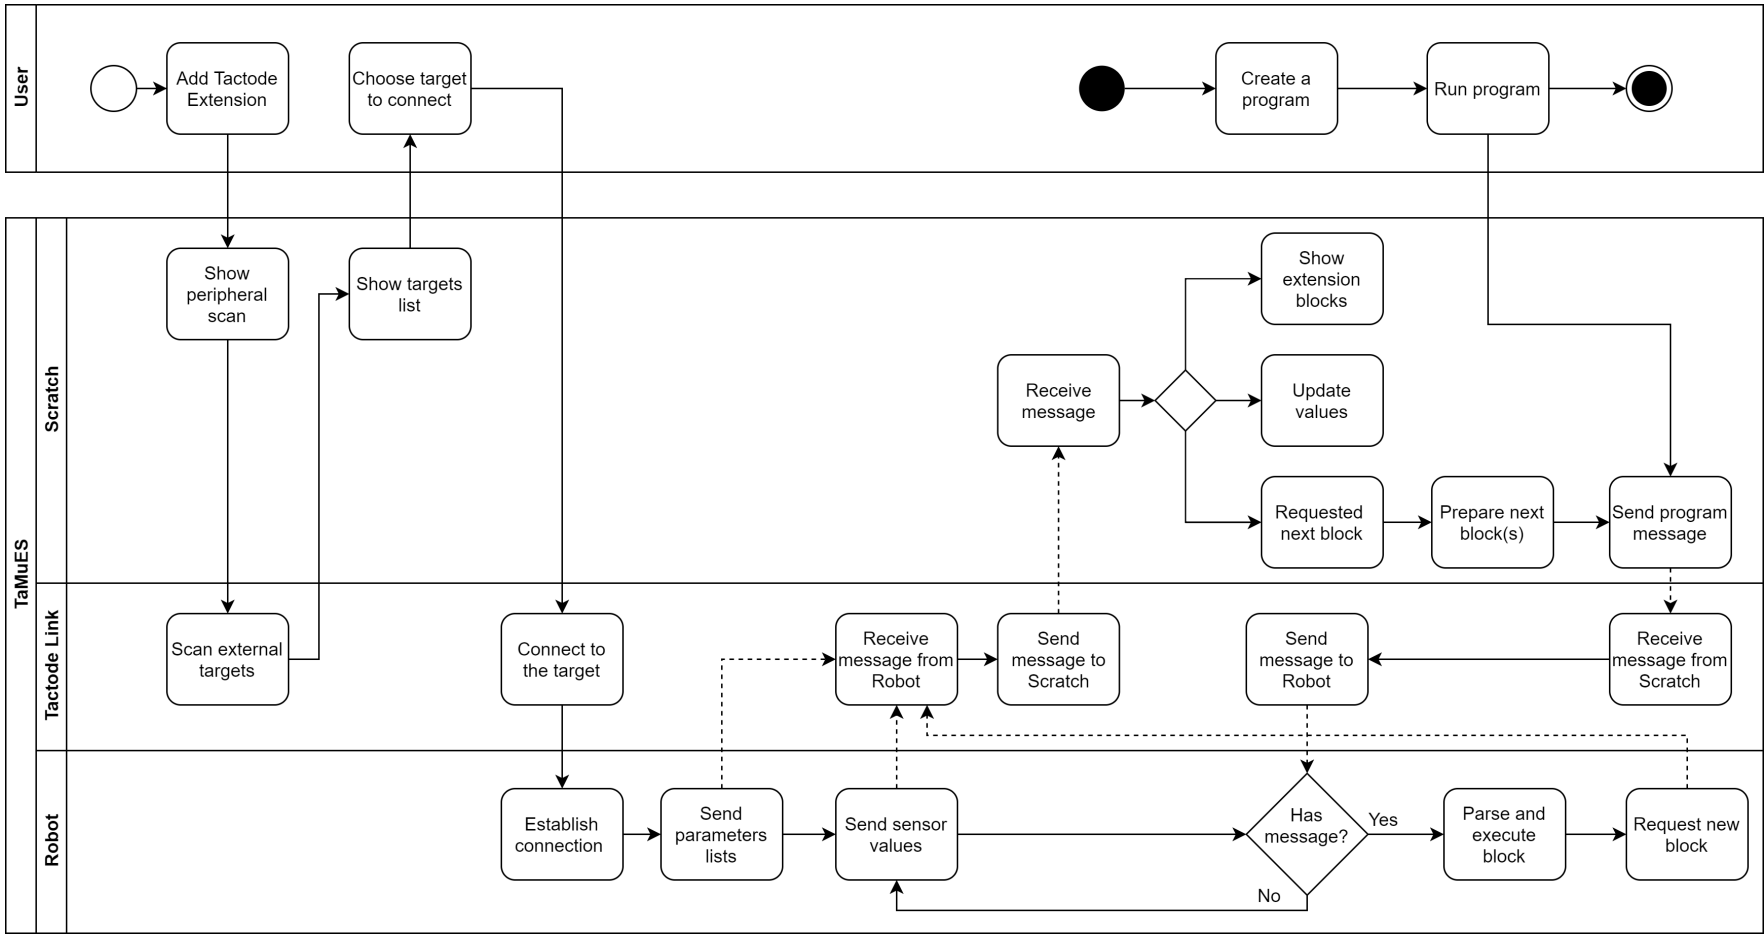 User
Add Tactode
Extension
Choose target
to connect
Create a
program
Run program
TaMuES
Scratch
Show
peripheral
scan
Show targets
list
Show
extension
blocks
Receive
message
Update
values
Requested
next block
Prepare next
block(s)
Send program
message
Tactode Link
Scan external
targets
Connect to
the target
Receive
message from
Robot
Send
message to
Scratch
Send
message to
Robot
Receive
message from
Scratch
Robot
Establish
connection
Send
parameters
lists
Send sensor
values
Has
message?
Yes
No
Parse and
execute
block
Request new
block